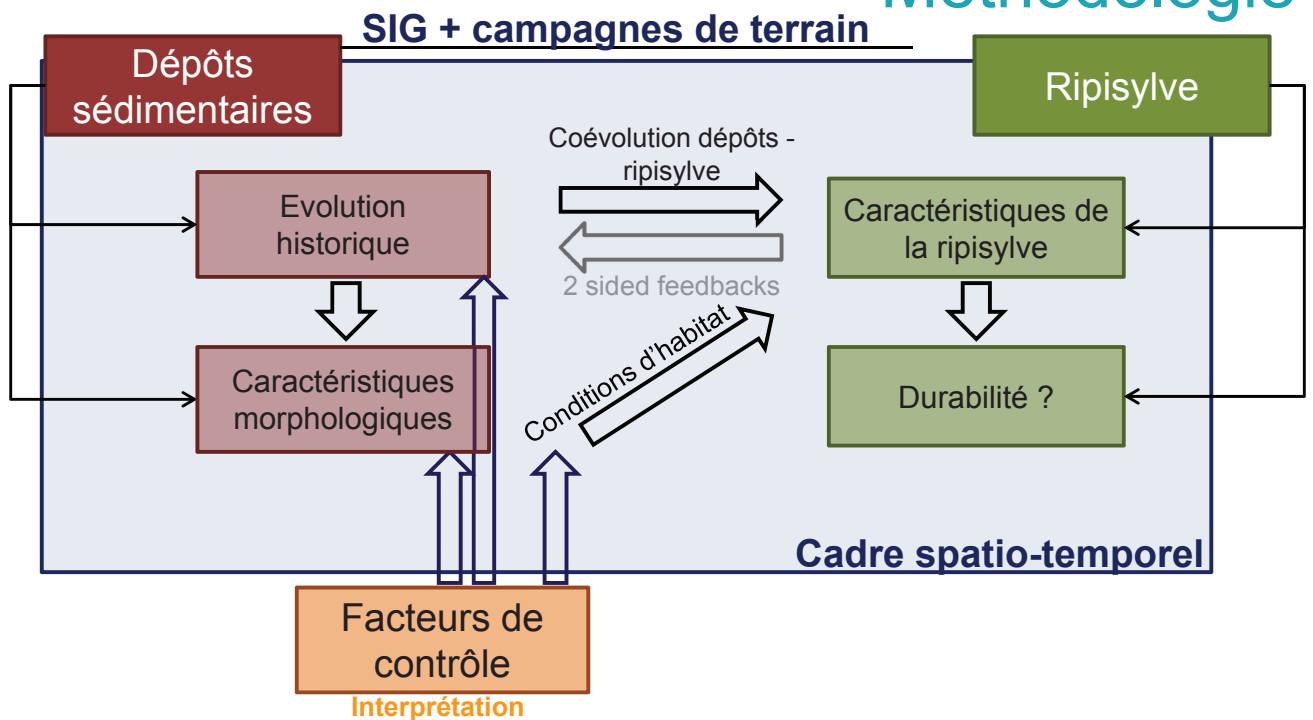 Méthodologie
SIG + campagnes de terrain
Dépôts
sédimentaires
Ripisylve
Coévolution dépôts -
ripisylve
Evolution
historique
Caractéristiques de
la ripisylve
2 sided feedbacks
Conditions d'habitat
Caractéristiques
morphologiques
Durabilité ?
Cadre spatio-temporel
Facteurs de
contrôle
Interprétation